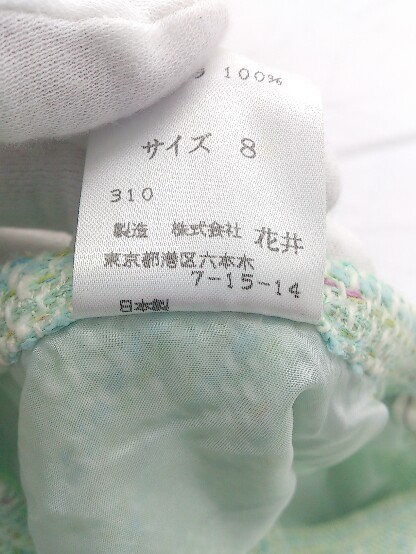 100%
サイズ 8
310
製造 株式会社 花井
東京都港区六本木
7-15-14
日本製